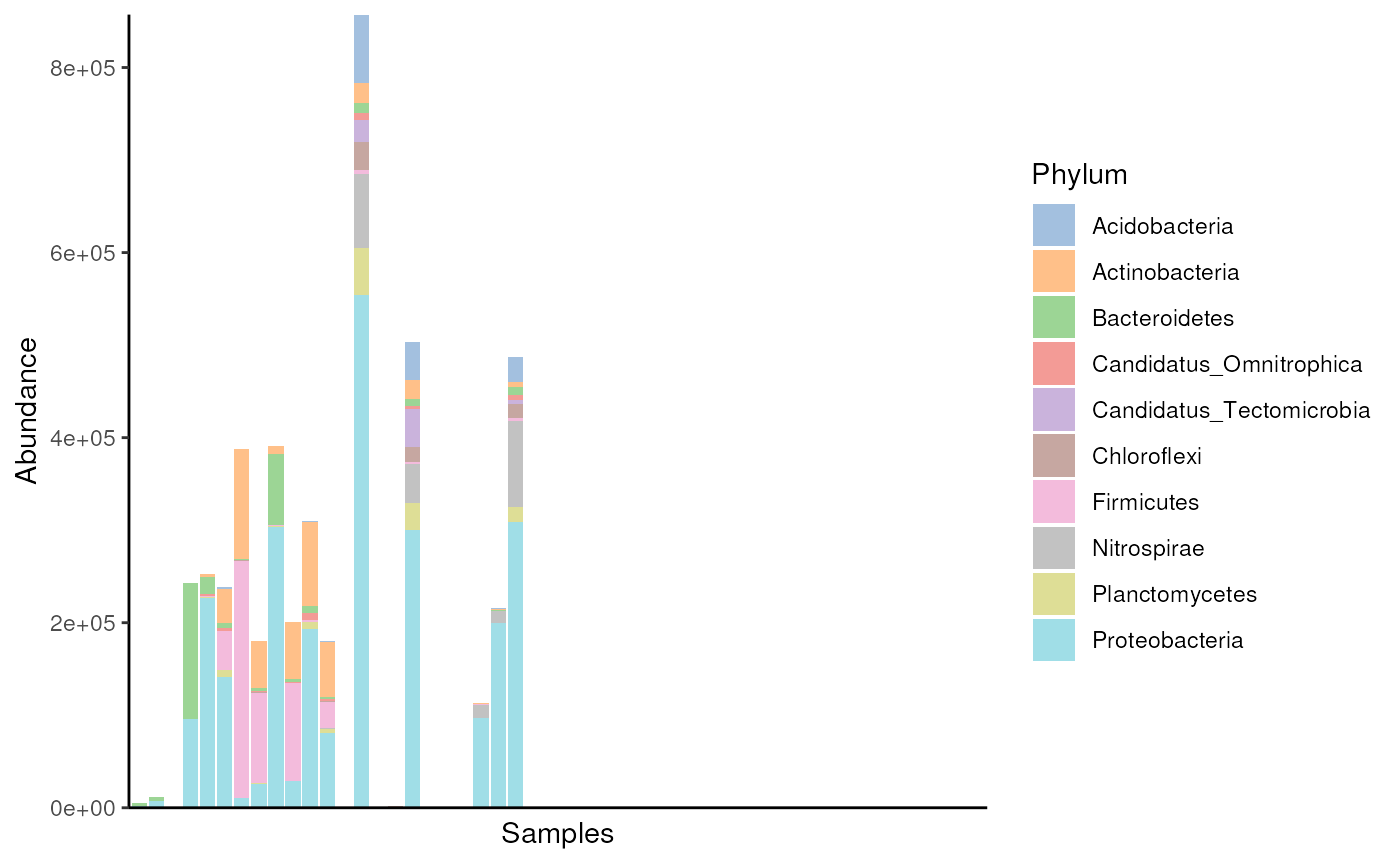 8e+05
6e+05
4e+05
2e+05
0e+00
Abundance
Samples
Phylum
Acidobacteria
Actinobacteria
Bacteroidetes
Candidatus_Omnitrophica
Candidatus_Tectomicrobia
Chloroflexi
Firmicutes
Nitrospirae
Planctomycetes
Proteobacteria